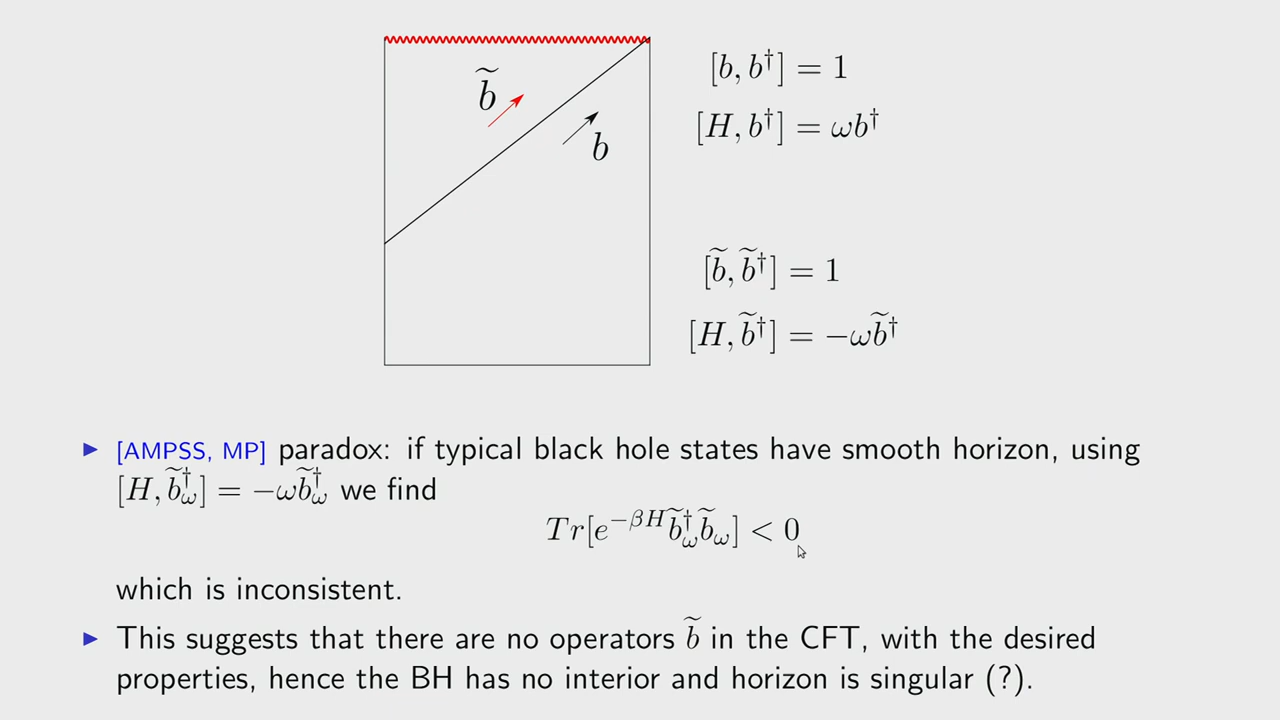 [b, b†] = 1
b̃
[H, b†] = ωb†
b
[b̃, b̃†] = 1
[H, b̃†] = −ωb̃†
▶ [AMPSS, MP] paradox: if typical black hole states have smooth horizon, using
[H, b̃†_ω] = −ωb̃†_ω we find
Tr[e^{−βH} b̃†_ω b̃_ω] < 0
which is inconsistent.
▶ This suggests that there are no operators b̃ in the CFT, with the desired
properties, hence the BH has no interior and horizon is singular (?).